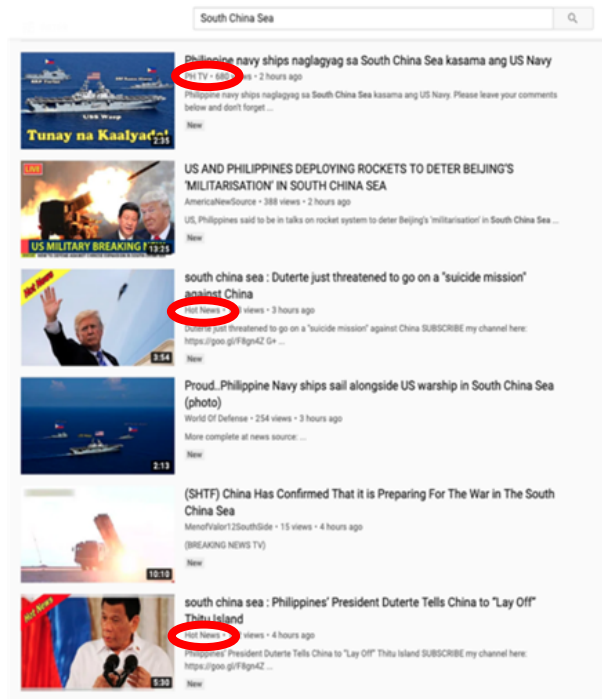 South China Sea
Philippine navy ships naglagyag sa South China Sea kasama ang US Navy
PH TV • 680 • 2 hours ago
Philippine navy ships naglagyag sa South China Sea kasama ang US Navy. Please leave your comments
below and don't forget ...
New
USS Wasp
Tunay na Kaalyado!
2:35
LIVE
US AND PHILIPPINES DEPLOYING ROCKETS TO DETER BEIJING'S
'MILITARISATION' IN SOUTH CHINA SEA
AmericaNewSource • 388 views • 2 hours ago
US, Philippines said to be in talks on rocket system to deter Beijing's 'militarisation' in South China Sea ...
New
US MILITARY BREAKING
13:25
Hot News
south china sea : Duterte just threatened to go on a "suicide mission"
against China
Hot News • views • 3 hours ago
Duterte just threatened to go on a "suicide mission" against China SUBSCRIBE my channel here:
https://goo.gl/F8gn4Z G+ ...
New
3:54
Proud..Philippine Navy ships sail alongside US warship in South China Sea
(photo)
World Of Defense • 254 views • 3 hours ago
More complete at news source: ...
New
2:13
(SHTF) China Has Confirmed That it is Preparing For The War in The South
China Sea
MenofValor12SouthSide • 15 views • 4 hours ago
(BREAKING NEWS TV)
New
10:10
Hot News
south china sea : Philippines' President Duterte Tells China to "Lay Off"
Thitu Island
Hot News • views • 4 hours ago
Philippines' President Duterte Tells China to "Lay Off" Thitu Island SUBSCRIBE my channel here:
https://goo.gl/F8gn4Z ...
New
5:30